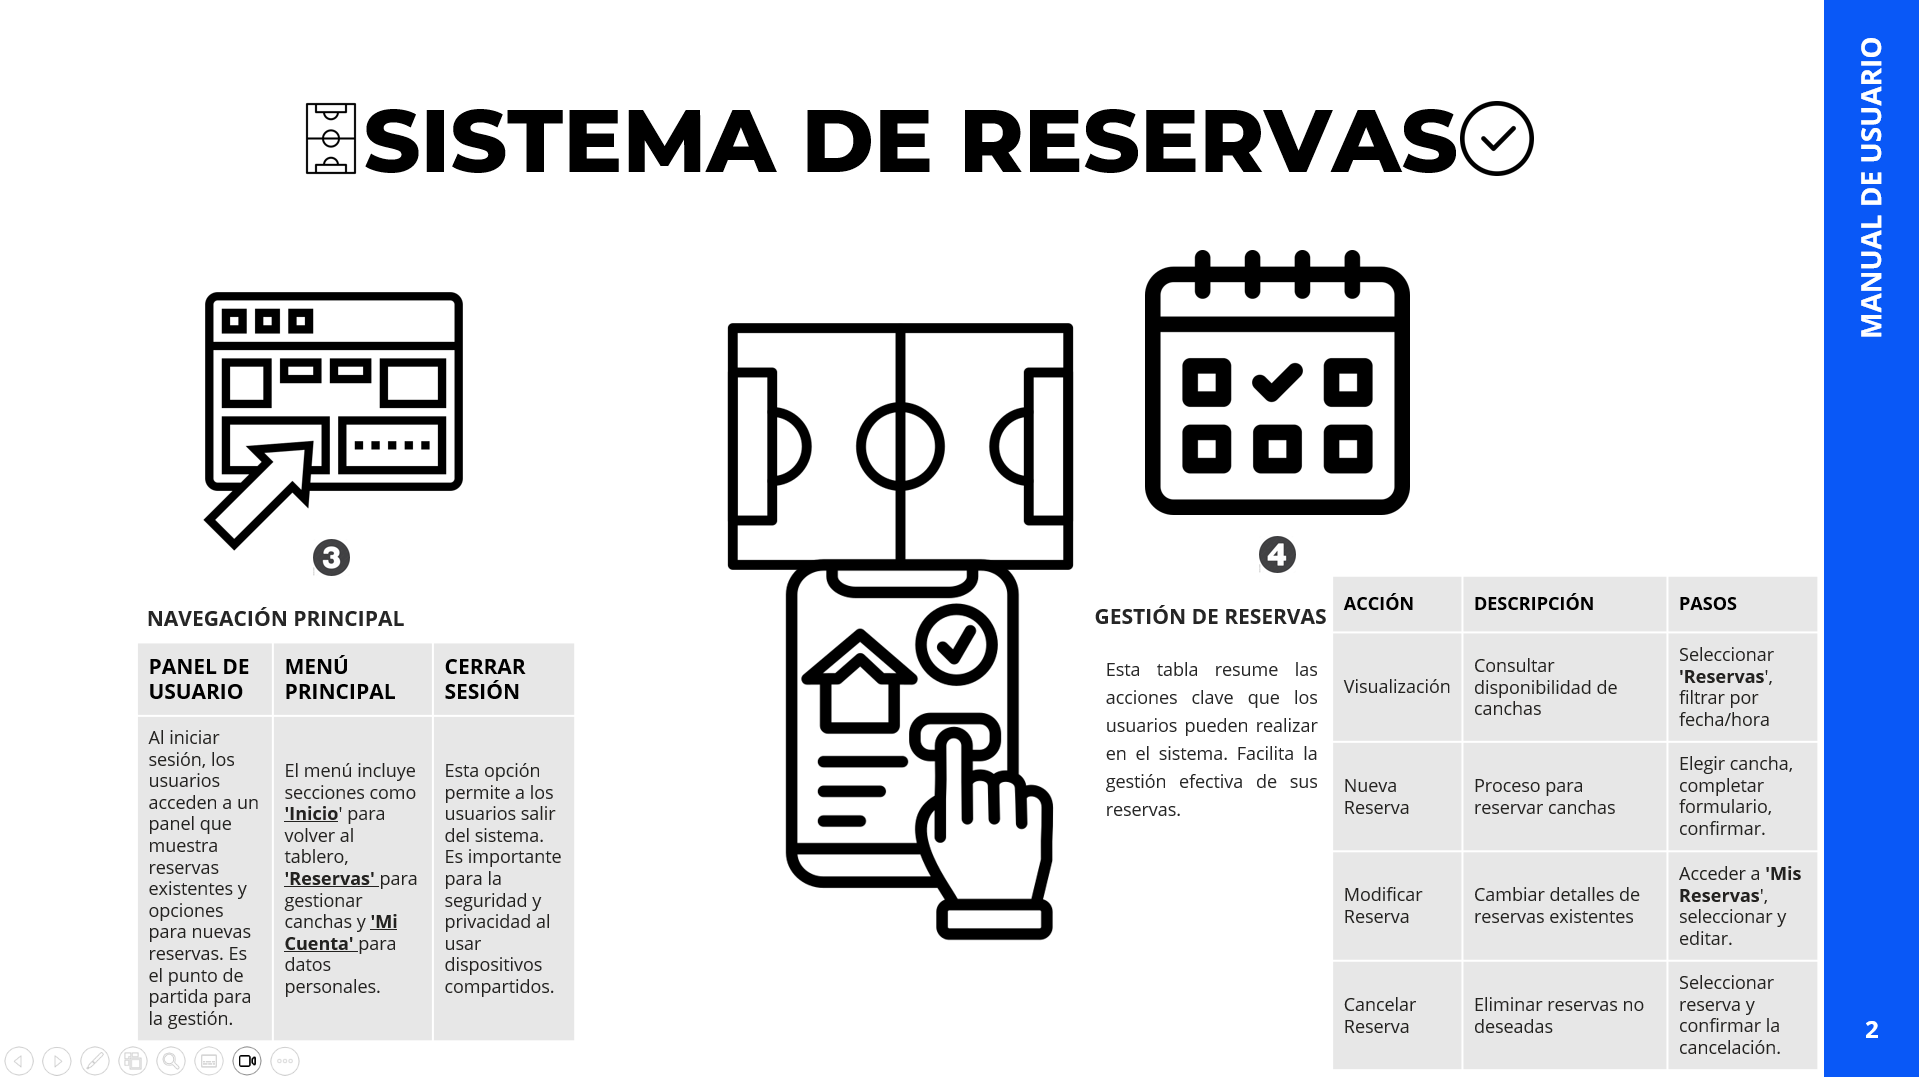 SISTEMA DE RESERVAS
MANUAL DE USUARIO
3
NAVEGACIÓN PRINCIPAL
PANEL DE
USUARIO
MENÚ
PRINCIPAL
CERRAR
SESIÓN
Al iniciar
sesión, los
usuarios
acceden a un
panel que
muestra
reservas
existentes y
opciones
para nuevas
reservas. Es
el punto de
partida para
la gestión.
El menú incluye
secciones como
'Inicio' para
volver al
tablero,
'Reservas' para
gestionar
canchas y 'Mi
Cuenta' para
datos
personales.
Esta opción
permite a los
usuarios salir
del sistema.
Es importante
para la
seguridad y
privacidad al
usar
dispositivos
compartidos.
4
GESTIÓN DE RESERVAS
Esta tabla resume las
acciones clave que los
usuarios pueden realizar
en el sistema. Facilita la
gestión efectiva de sus
reservas.
ACCIÓN
DESCRIPCIÓN
PASOS
Visualización
Consultar
disponibilidad de
canchas
Seleccionar
'Reservas',
filtrar por
fecha/hora
Nueva
Reserva
Proceso para
reservar canchas
Elegir cancha,
completar
formulario,
confirmar.
Modificar
Reserva
Cambiar detalles de
reservas existentes
Acceder a 'Mis
Reservas',
seleccionar y
editar.
Cancelar
Reserva
Eliminar reservas no
deseadas
Seleccionar
reserva y
confirmar la
cancelación.
2